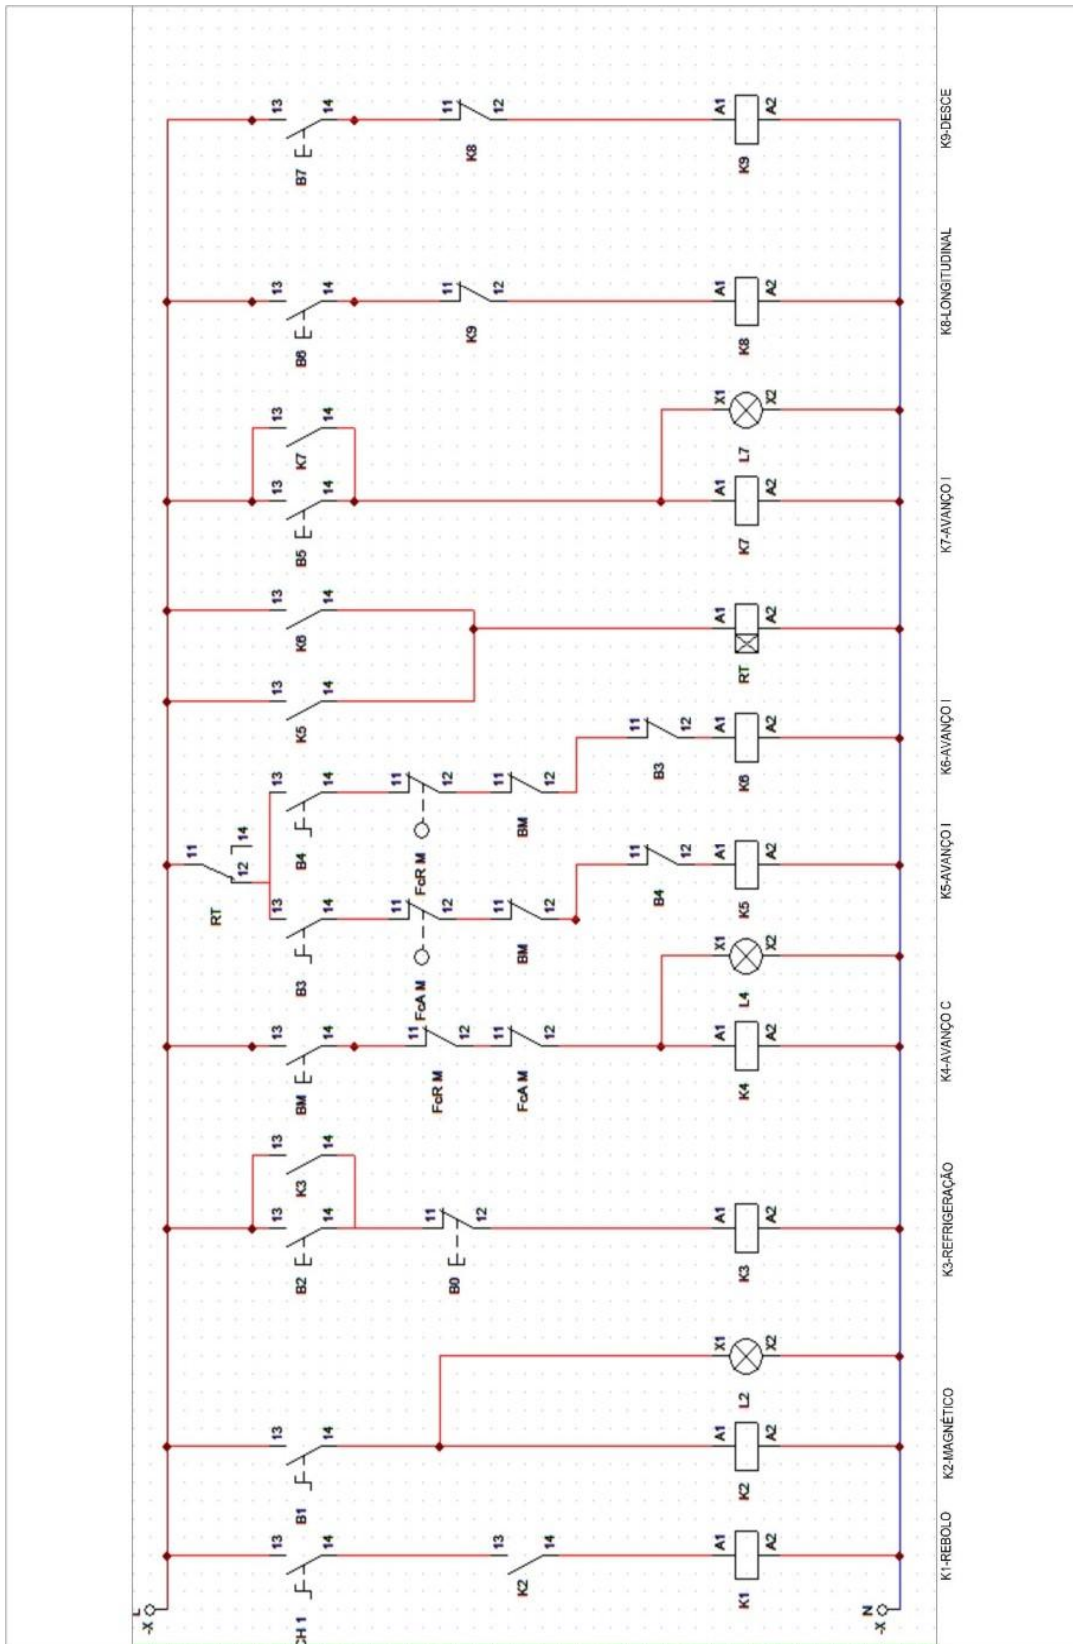 -X L
CH 1
13
14
K2
13
14
K1
A1
A2
-X N
K1-REBOLO
B1
13
14
K2
A1
A2
L2
X1
X2
K2-MAGNÉTICO
B2
13
14
K3
13
14
B0
11
12
K3
A1
A2
K3-REFRIGERAÇÃO
BM
13
14
FcR M
11
12
FcA M
11
12
K4
A1
A2
L4
X1
X2
K4-AVANÇO C
RT
11
12
14
B3
13
14
FcA M
11
12
BM
11
12
B4
11
12
K5
A1
A2
K5-AVANÇO I
B4
13
14
FcR M
11
12
BM
11
12
B3
11
12
K6
A1
A2
K6-AVANÇO I
K5
13
14
K6
13
14
RT
A1
A2
B5
13
14
K7
13
14
K7
A1
A2
L7
X1
X2
K7-AVANÇO I
B6
13
14
K9
11
12
K8
A1
A2
K8-LONGITUDINAL
B7
13
14
K8
11
12
K9
A1
A2
K9-DESCE